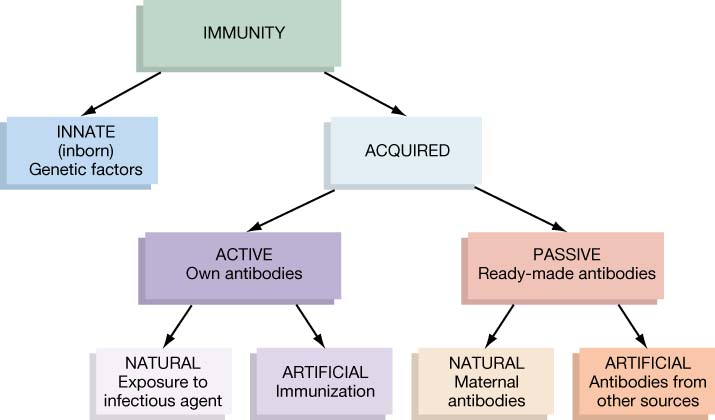 IMMUNITY
INNATE
(inborn)
Genetic factors
ACQUIRED
ACTIVE
Own antibodies
PASSIVE
Ready-made antibodies
NATURAL
Exposure to
infectious agent
ARTIFICIAL
Immunization
NATURAL
Maternal
antibodies
ARTIFICIAL
Antibodies from
other sources